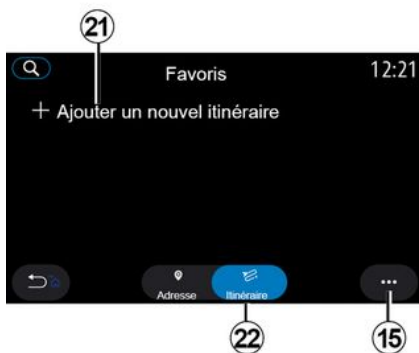 21
Favoris
12:21
+ Ajouter un nouvel itinéraire
Adresse
Itinéraire
...
22
15